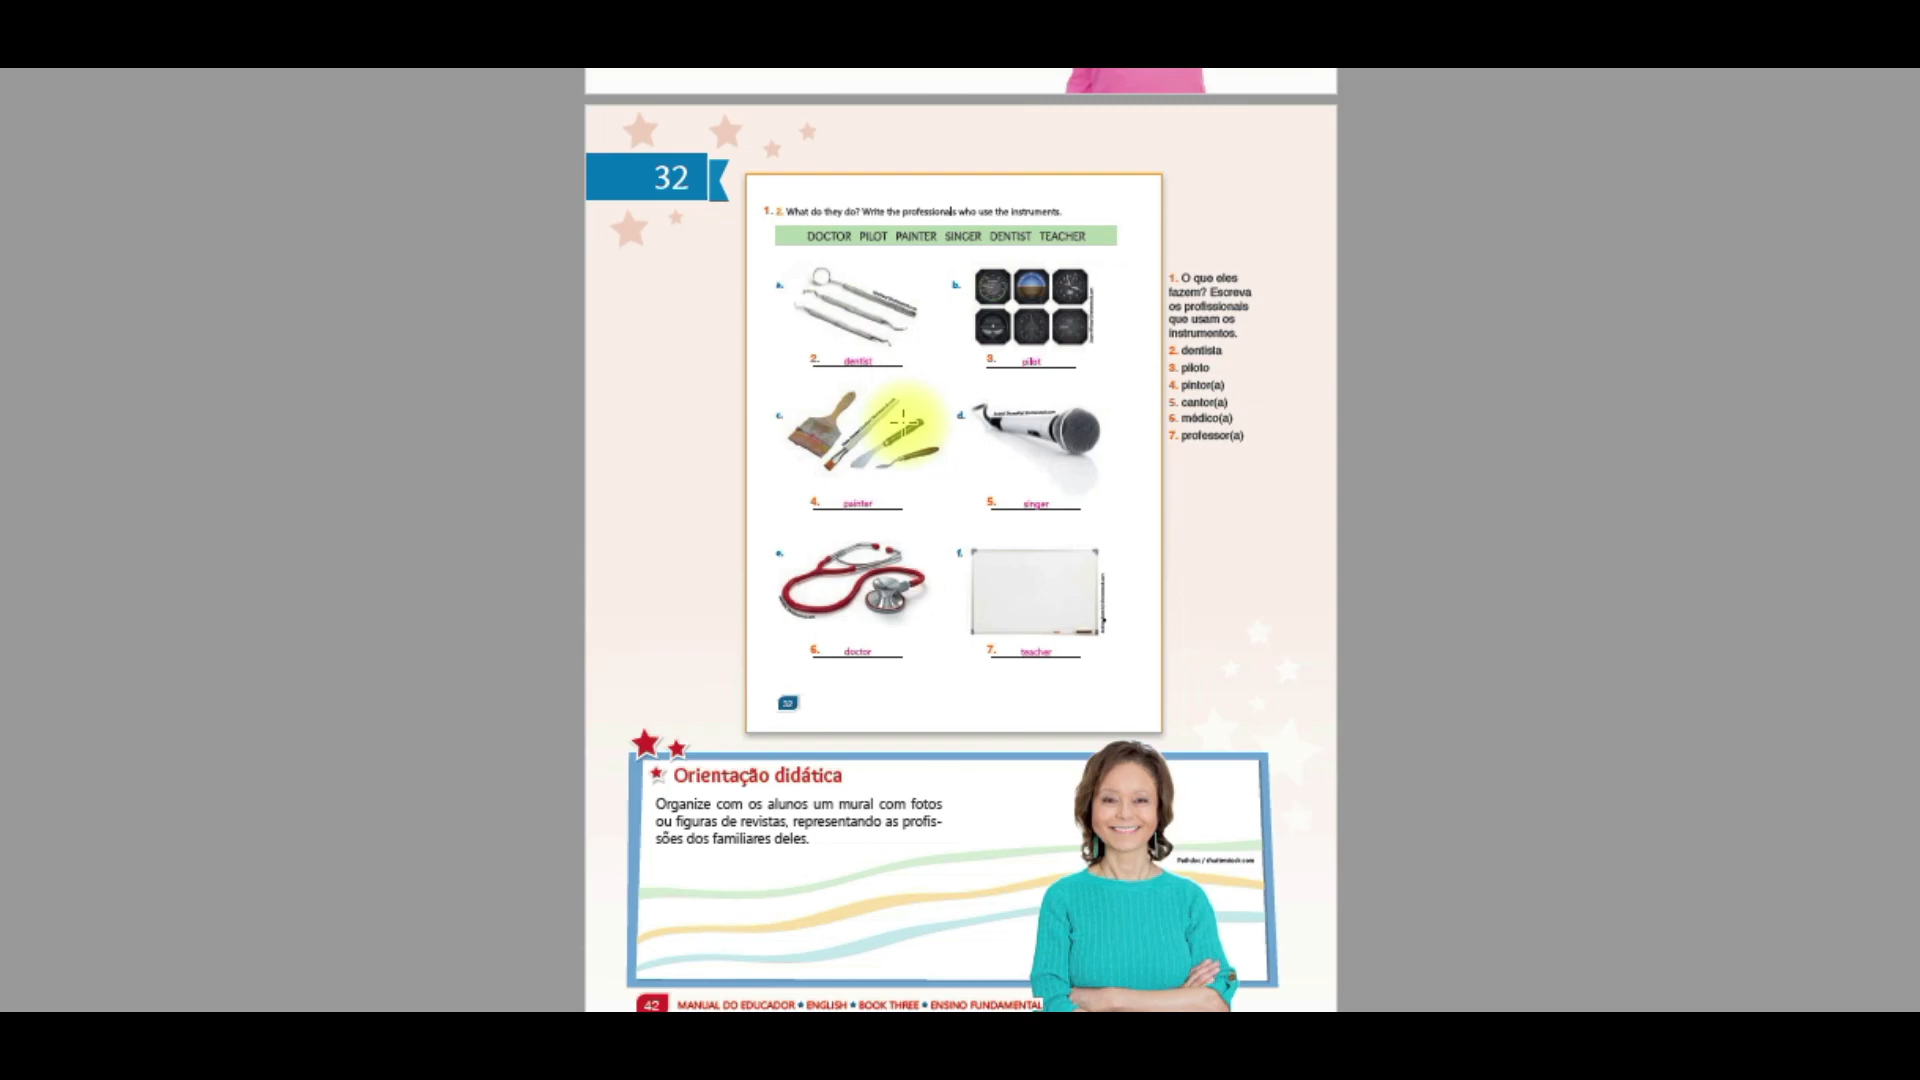 32
1. 2. What do they do? Write the professionals who use the instruments.
DOCTOR PILOT PAINTER SINGER DENTIST TEACHER
a.
b.
2. dentist
3. pilot
c.
d.
4. painter
5. singer
e.
f.
6. doctor
7. teacher
32
1. O que eles
fazem? Escreva
os profissionais
que usam os
instrumentos.
2. dentista
3. piloto
4. pintor(a)
5. cantor(a)
6. médico(a)
7. professor(a)
Orientação didática
Organize com os alunos um mural com fotos
ou figuras de revistas, representando as profis-
sões dos familiares deles.
42 MANUAL DO EDUCADOR ★ ENGLISH ★ BOOK THREE ★ ENSINO FUNDAMENTAL